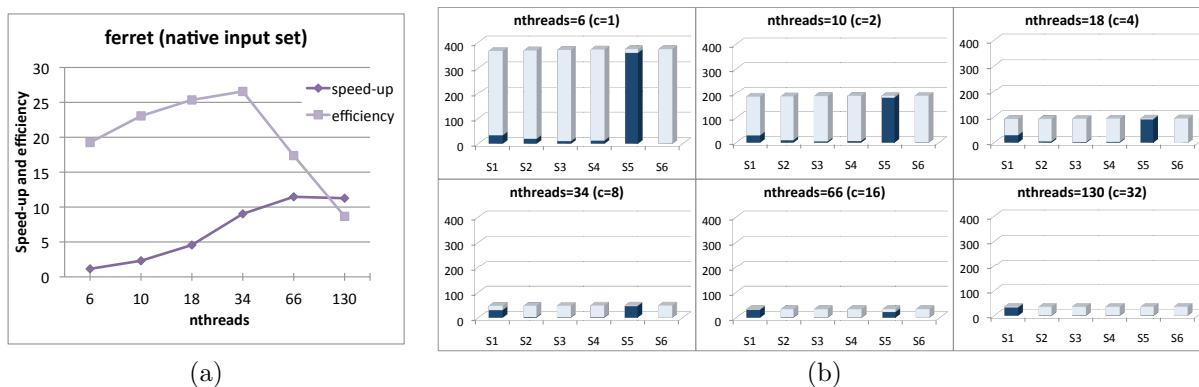 ferret (native input set)
30
25
20
15
10
5
0
Speed-up and efficiency
speed-up
efficiency
6 10 18 34 66 130
nthreads
(a)
nthreads=6 (c=1)
400
300
200
100
0
S1 S2 S3 S4 S5 S6
nthreads=10 (c=2)
400
300
200
100
0
S1 S2 S3 S4 S5 S6
nthreads=18 (c=4)
400
300
200
100
0
S1 S2 S3 S4 S5 S6
nthreads=34 (c=8)
400
300
200
100
0
S1 S2 S3 S4 S5 S6
nthreads=66 (c=16)
400
300
200
100
0
S1 S2 S3 S4 S5 S6
nthreads=130 (c=32)
400
300
200
100
0
S1 S2 S3 S4 S5 S6
(b)